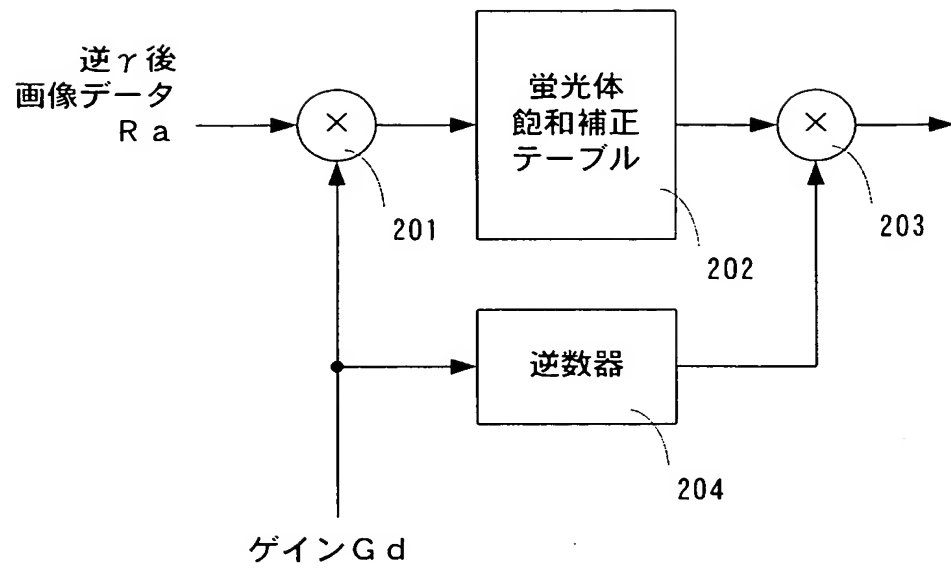 逆γ後
画像データ
Ra
×
201
蛍光体
飽和補正
テーブル
202
×
203
逆数器
204
ゲインGd